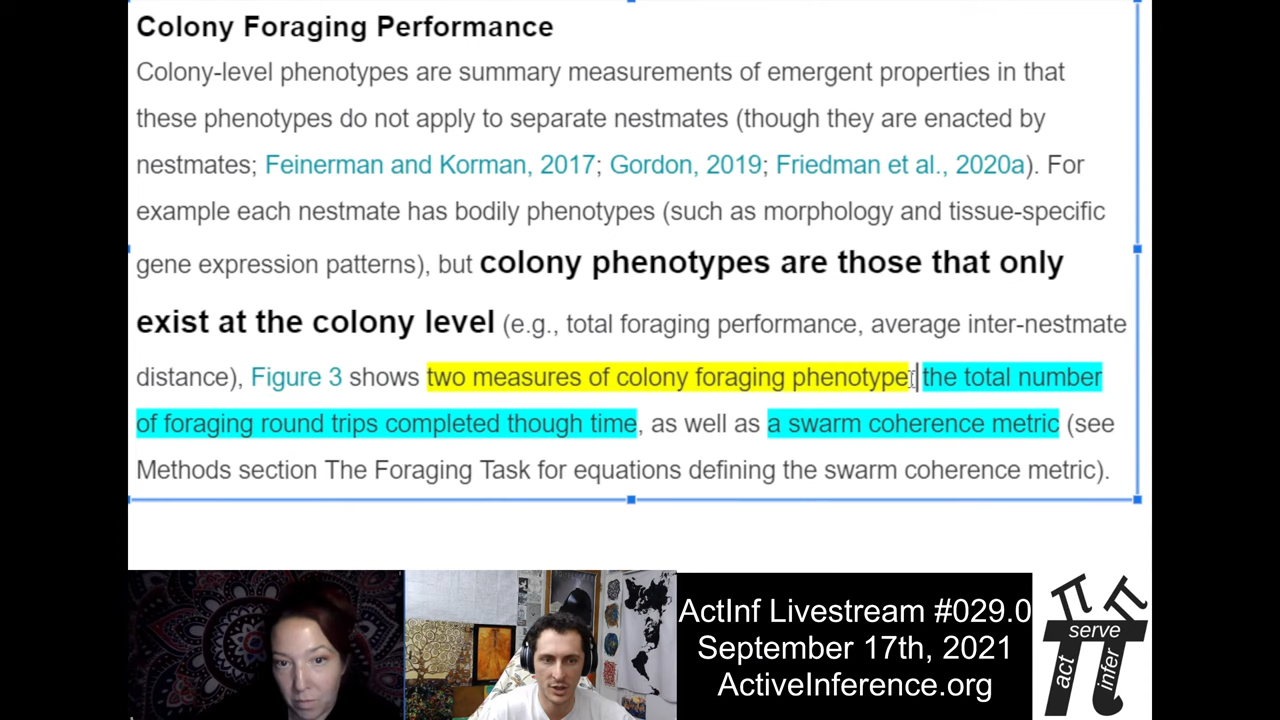 Colony Foraging Performance
Colony-level phenotypes are summary measurements of emergent properties in that
these phenotypes do not apply to separate nestmates (though they are enacted by
nestmates; Feinerman and Korman, 2017; Gordon, 2019; Friedman et al., 2020a). For
example each nestmate has bodily phenotypes (such as morphology and tissue-specific
gene expression patterns), but colony phenotypes are those that only
exist at the colony level (e.g., total foraging performance, average inter-nestmate
distance), Figure 3 shows two measures of colony foraging phenotype, the total number
of foraging round trips completed though time, as well as a swarm coherence metric (see
Methods section The Foraging Task for equations defining the swarm coherence metric).
ActInf Livestream #029.0
September 17th, 2021
ActiveInference.org
serve
act
infer